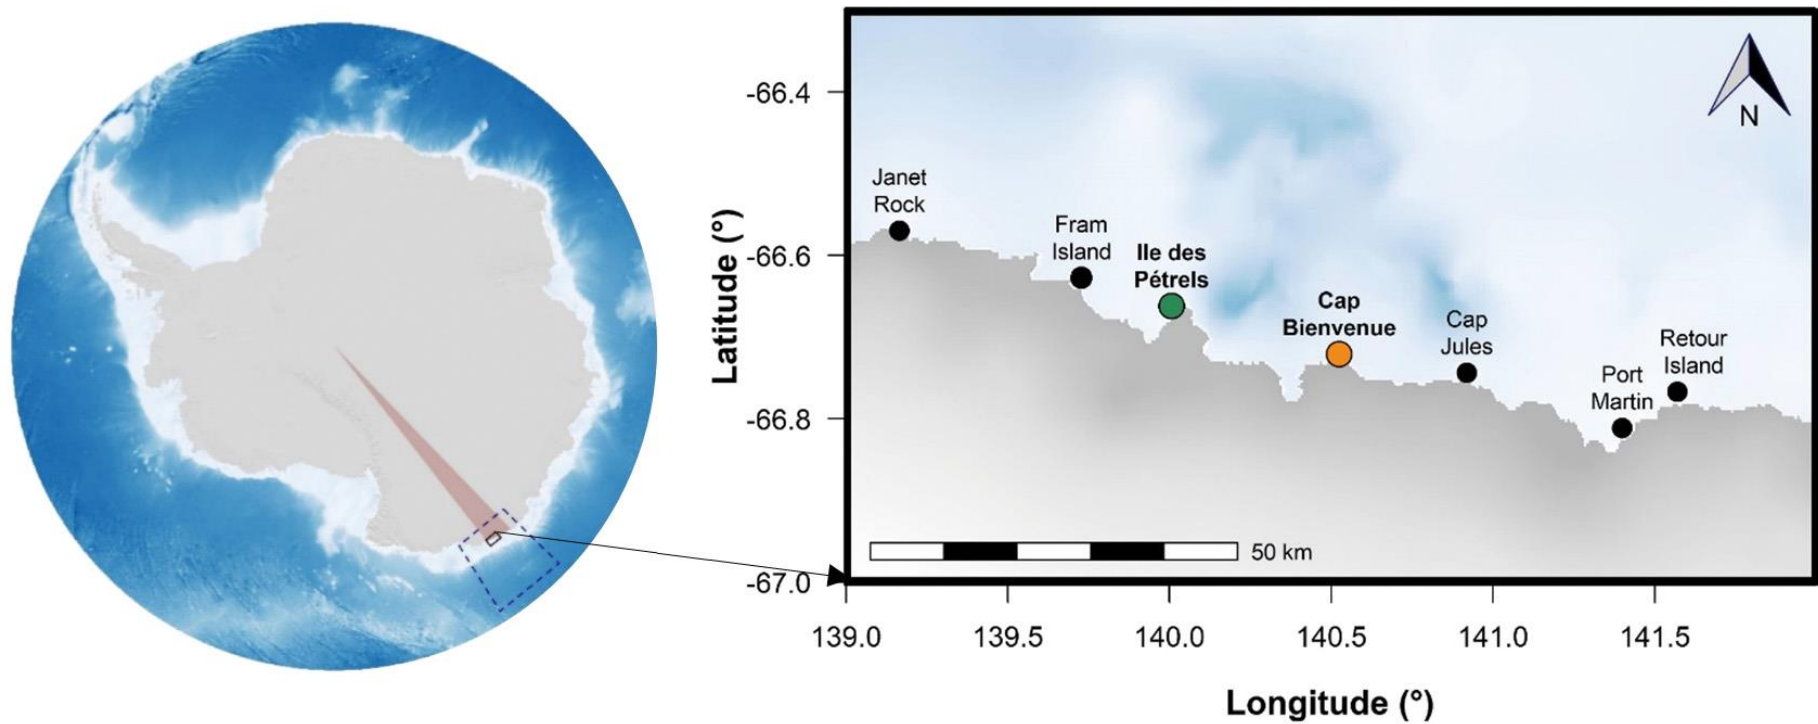 -66.4
-66.6
-66.8
-67.0
Latitude (°)
N
Janet
Rock
Fram
Island
Ile des
Pétrels
Cap
Bienvenue
Cap
Jules
Retour
Island
Port
Martin
50 km
139.0
139.5
140.0
140.5
141.0
141.5
Longitude (°)